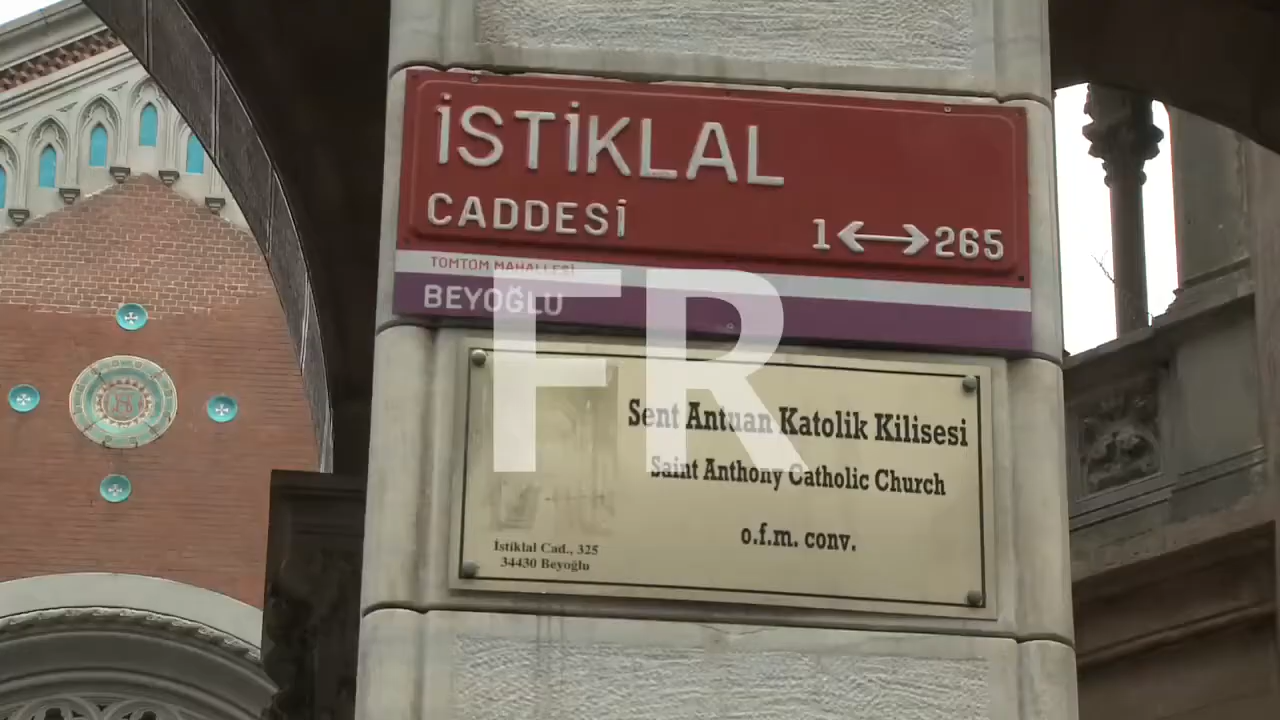 İSTİKLAL
CADDESİ
1 ↔ 265
TOMTOM MAHALLESİ
BEYOĞLU
FR
Sent Antuan Katolik Kilisesi
Saint Anthony Catholic Church
o.f.m. conv.
İstiklal Cad., 325
34430 Beyoğlu